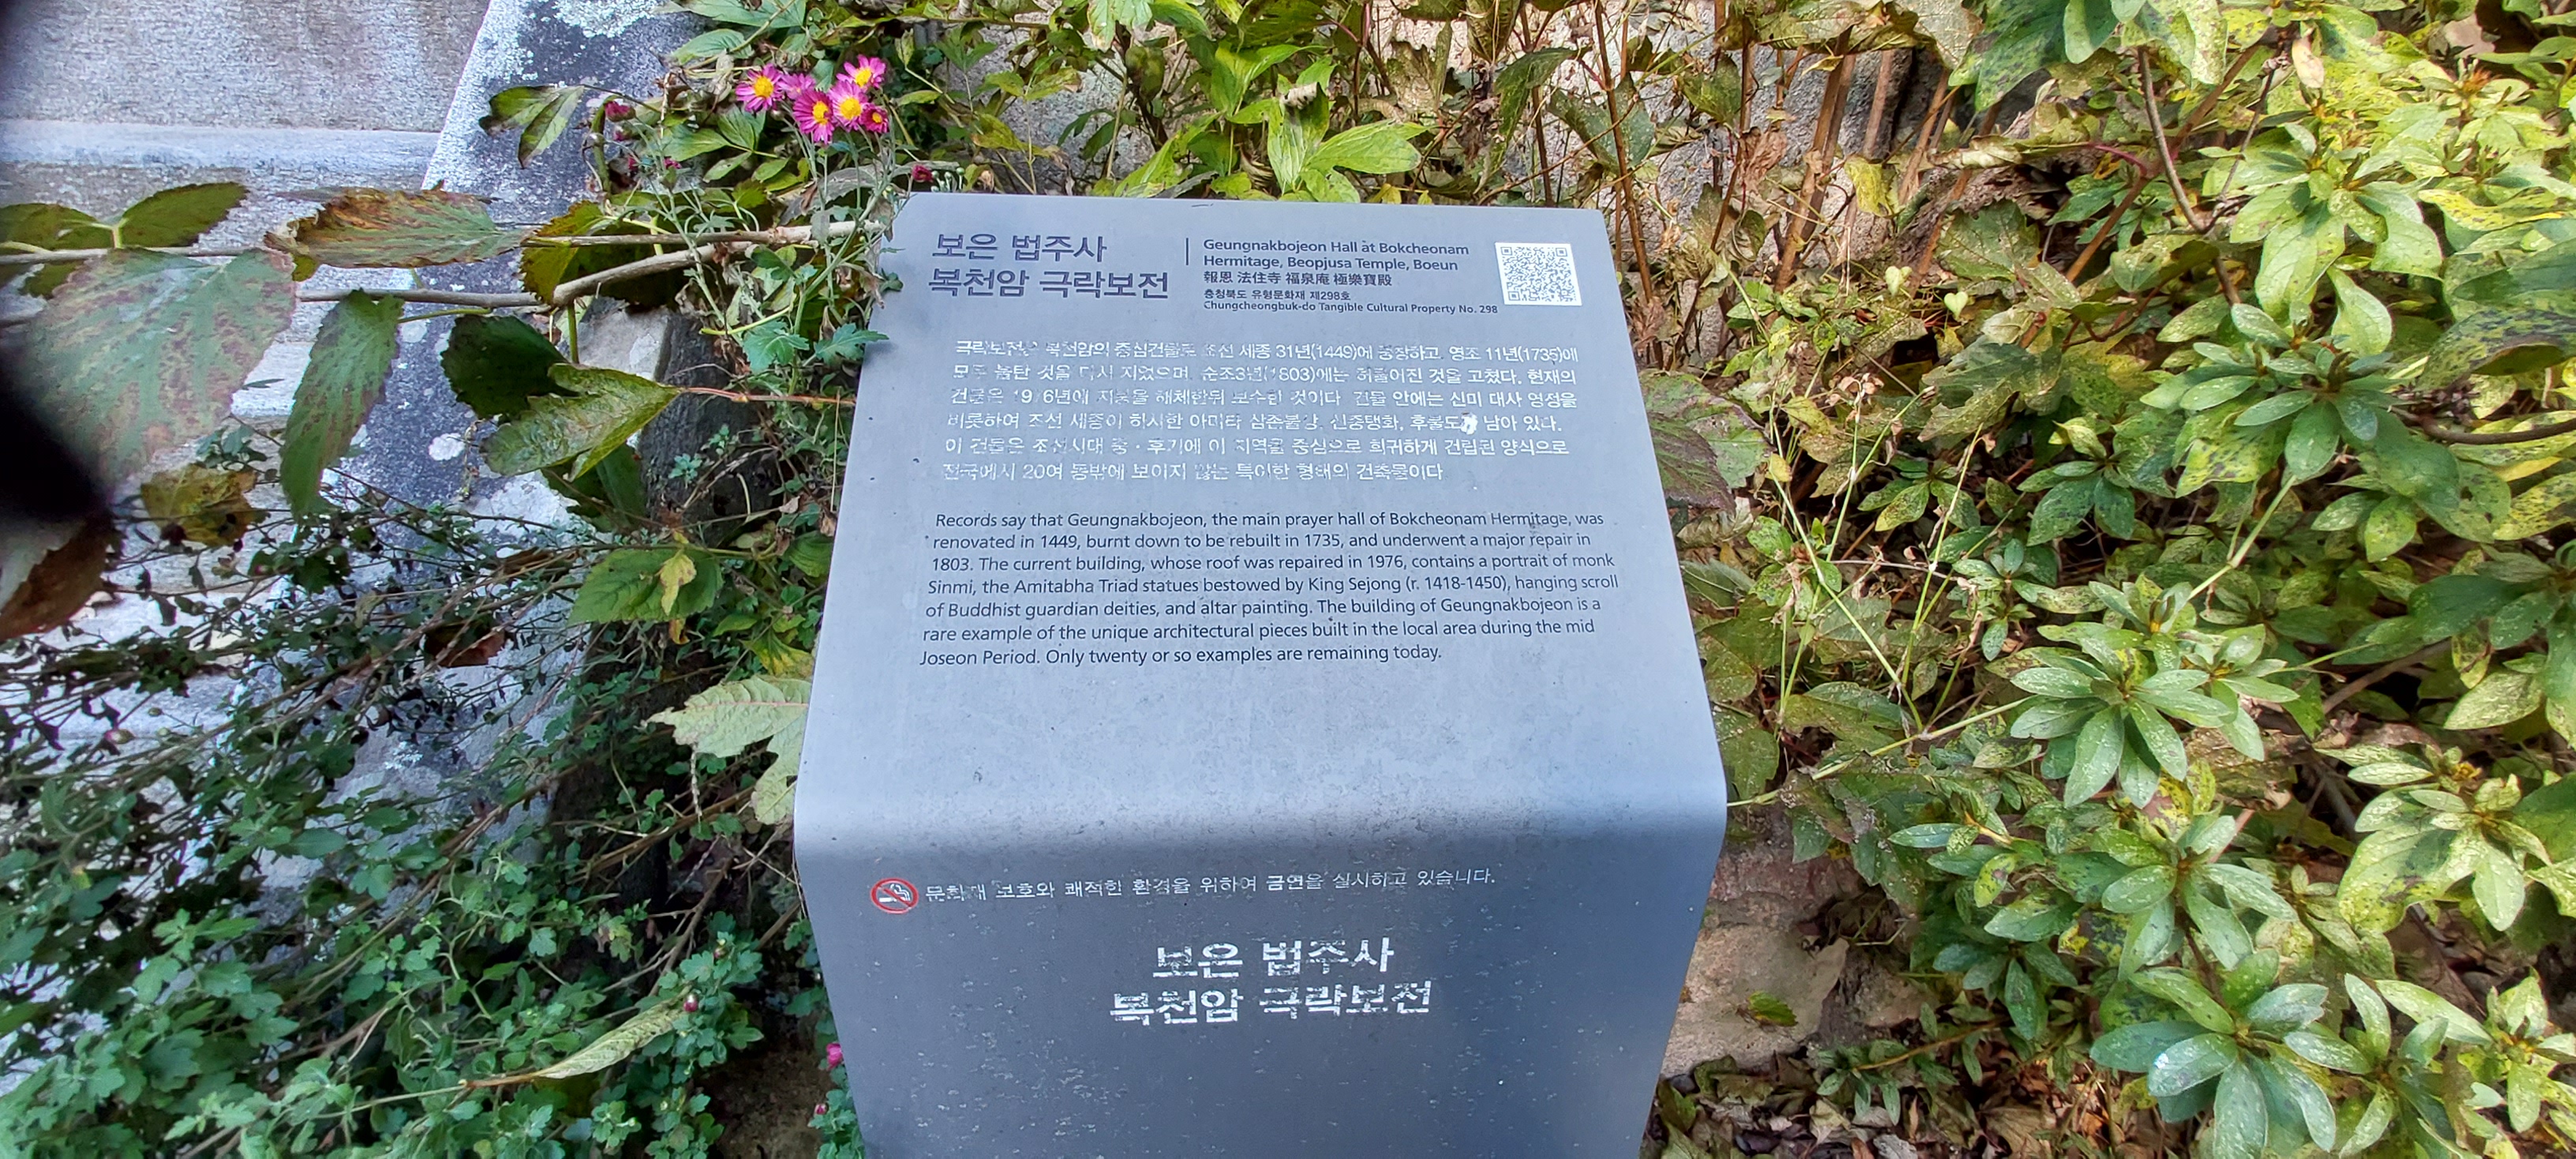 보은 법주사
복천암 극락보전
Geungnakbojeon Hall at Bokcheonam
Hermitage, Beopjusa Temple, Boeun
報恩 法住寺 福泉庵 極樂寶殿
충청북도 유형문화재 제298호
Chungcheongbuk-do Tangible Cultural Property No. 298
극락보전은 복천암의 중심건물로 조선 세종 31년(1449)에 중창하고, 영조 11년(1735)에
모두 불탄 것을 다시 지었으며, 순조3년(1803)에는 허물어진 것을 고쳤다. 현재의
건물은 1976년에 지붕을 해체한뒤 보수한 것이다. 건물 안에는 신미 대사 영정을
비롯하여 조선 세종이 하사한 아미타 삼존불상, 신중탱화, 후불도가 남아 있다.
이 건물은 조선시대 중・후기에 이 지역을 중심으로 희귀하게 건립된 양식으로
전국에서 20여 동밖에 보이지 않는 특이한 형태의 건축물이다.
Records say that Geungnakbojeon, the main prayer hall of Bokcheonam Hermitage, was
renovated in 1449, burnt down to be rebuilt in 1735, and underwent a major repair in
1803. The current building, whose roof was repaired in 1976, contains a portrait of monk
Sinmi, the Amitabha Triad statues bestowed by King Sejong (r. 1418-1450), hanging scroll
of Buddhist guardian deities, and altar painting. The building of Geungnakbojeon is a
rare example of the unique architectural pieces built in the local area during the mid
Joseon Period. Only twenty or so examples are remaining today.
문화재 보호와 쾌적한 환경을 위하여 금연을 실시하고 있습니다.
보은 법주사
복천암 극락보전